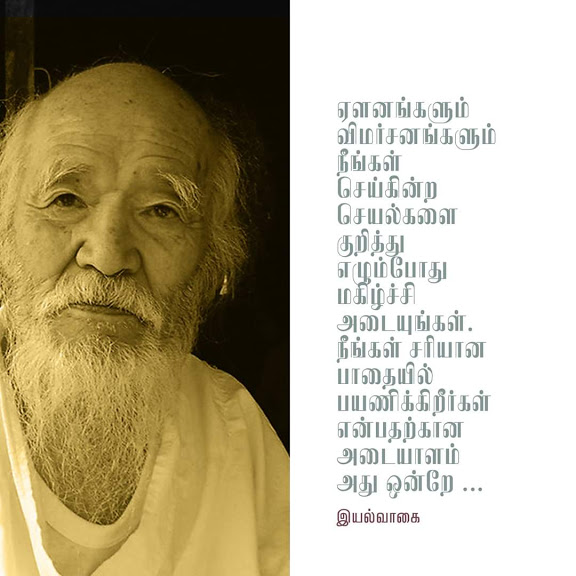 ஏளனங்களும்
விமர்சனங்களும்
நீங்கள்
செய்கின்ற
செயல்களை
குறித்து
எழும்போது
மகிழ்ச்சி
அடையுங்கள்.
நீங்கள் சரியான
பாதையில்
பயணிக்கிறீர்கள்
என்பதற்கான
அடையாளம்
அது ஒன்றே ...
இயல்வாகை